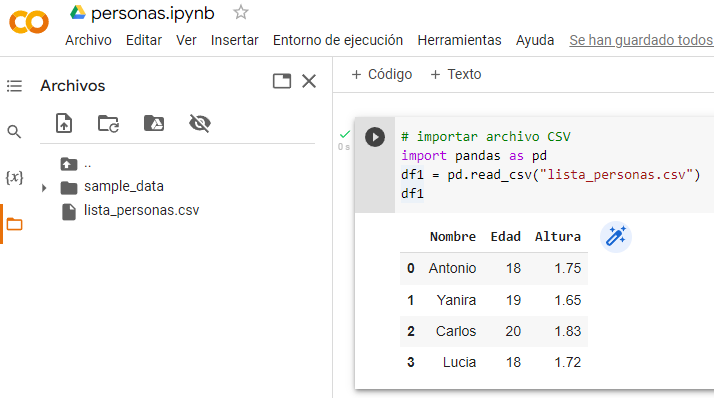 personas.ipynb
Archivo Editar Ver Insertar Entorno de ejecución Herramientas Ayuda Se han guardado todos
Archivos
+ Código + Texto
..
sample_data
lista_personas.csv
{x}
0 s
# importar archivo CSV
import pandas as pd
df1 = pd.read_csv("lista_personas.csv")
df1
Nombre Edad Altura
0 Antonio 18 1.75
1 Yanira 19 1.65
2 Carlos 20 1.83
3 Lucia 18 1.72